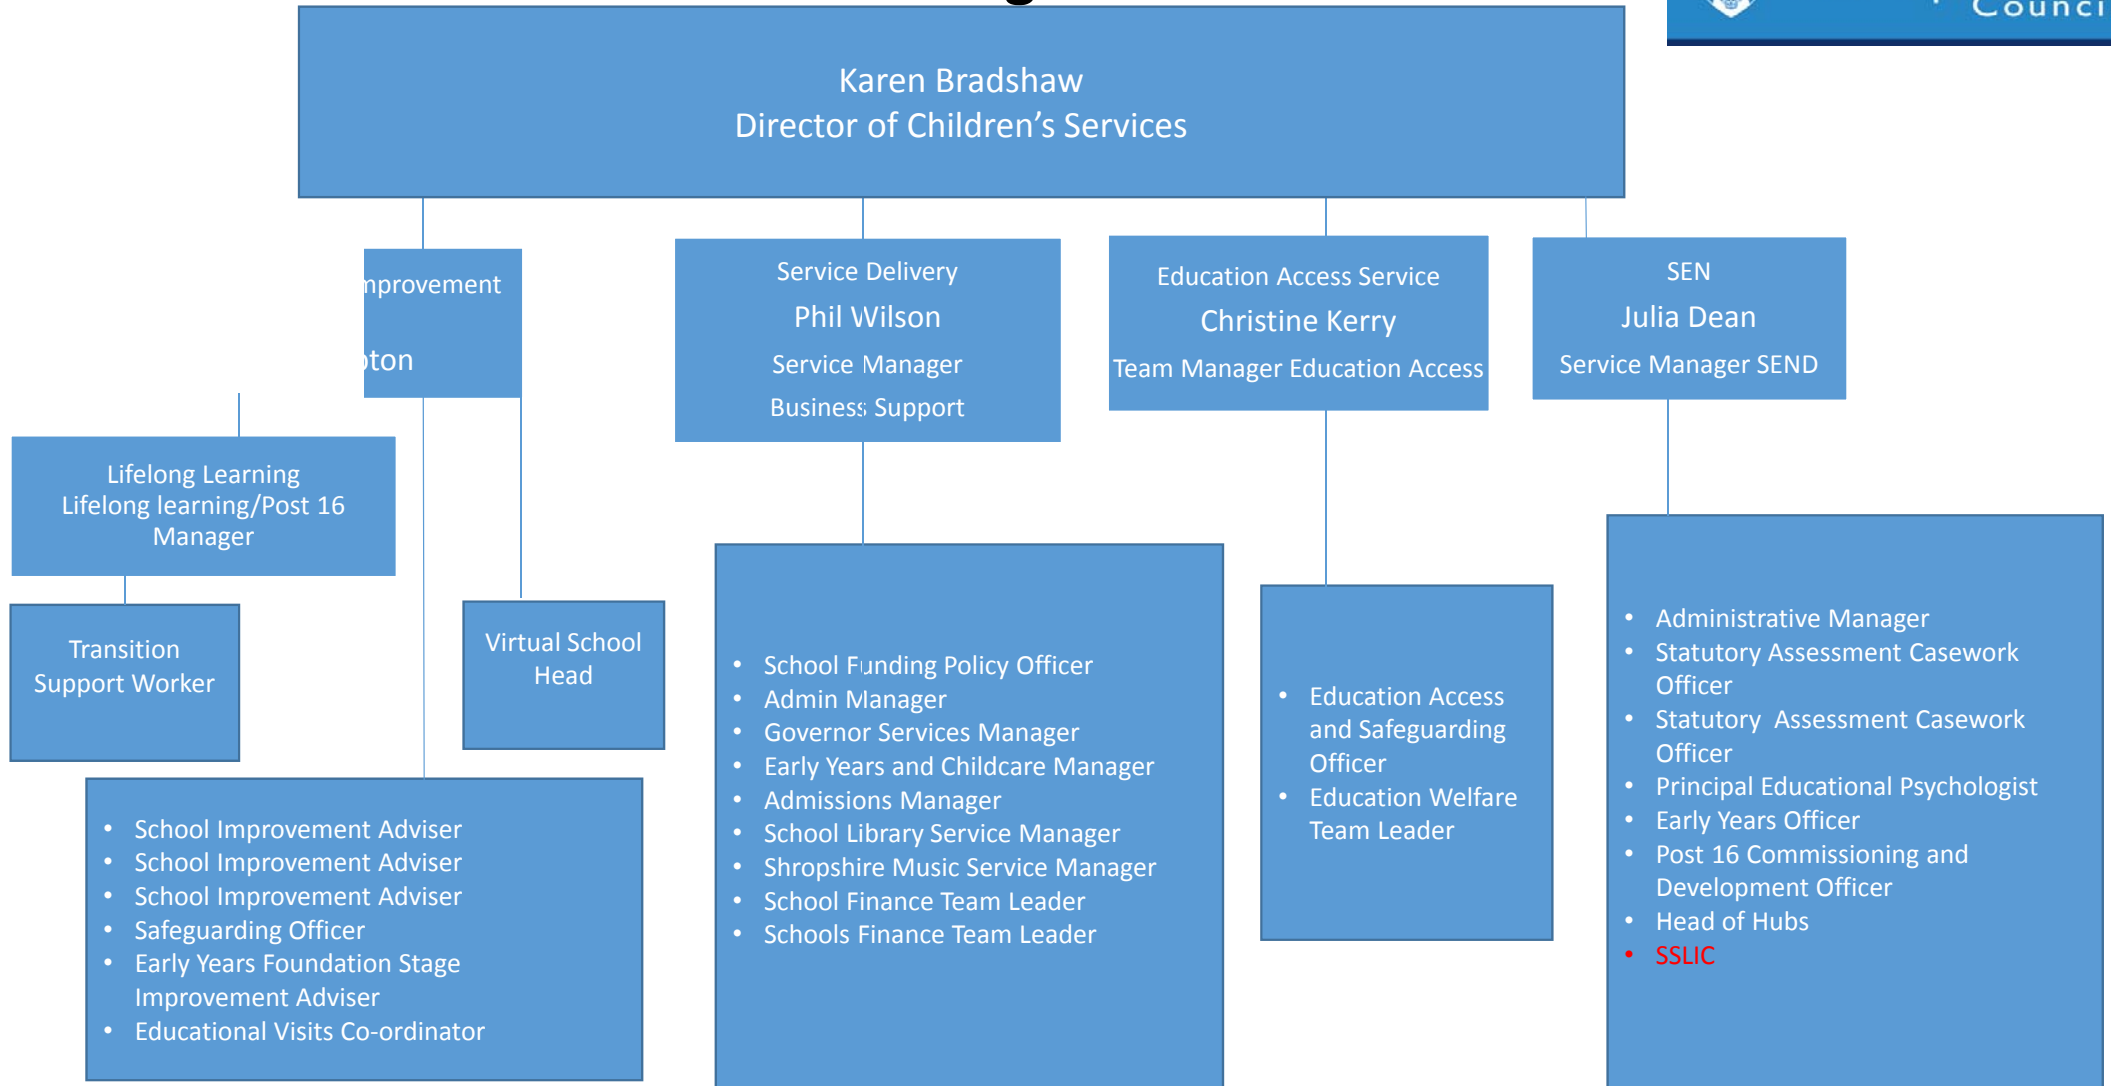 Council
Karen Bradshaw
Director of Children’s Services
Service Delivery
Phil Wilson
Service Manager
Business Support
Education Access Service
Christine Kerry
Team Manager Education Access
SEN
Julia Dean
Service Manager SEND
Lifelong Learning
Lifelong learning/Post 16
Manager
Transition
Support Worker
Virtual School
Head
• School Improvement Adviser
• School Improvement Adviser
• School Improvement Adviser
• Safeguarding Officer
• Early Years Foundation Stage
Improvement Adviser
• Educational Visits Co-ordinator
• School Funding Policy Officer
• Admin Manager
• Governor Services Manager
• Early Years and Childcare Manager
• Admissions Manager
• School Library Service Manager
• Shropshire Music Service Manager
• School Finance Team Leader
• Schools Finance Team Leader
• Education Access
and Safeguarding
Officer
• Education Welfare
Team Leader
• Administrative Manager
• Statutory Assessment Casework
Officer
• Statutory  Assessment Casework
Officer
• Principal Educational Psychologist
• Early Years Officer
• Post 16 Commissioning and
Development Officer
• Head of Hubs
• SSLIC